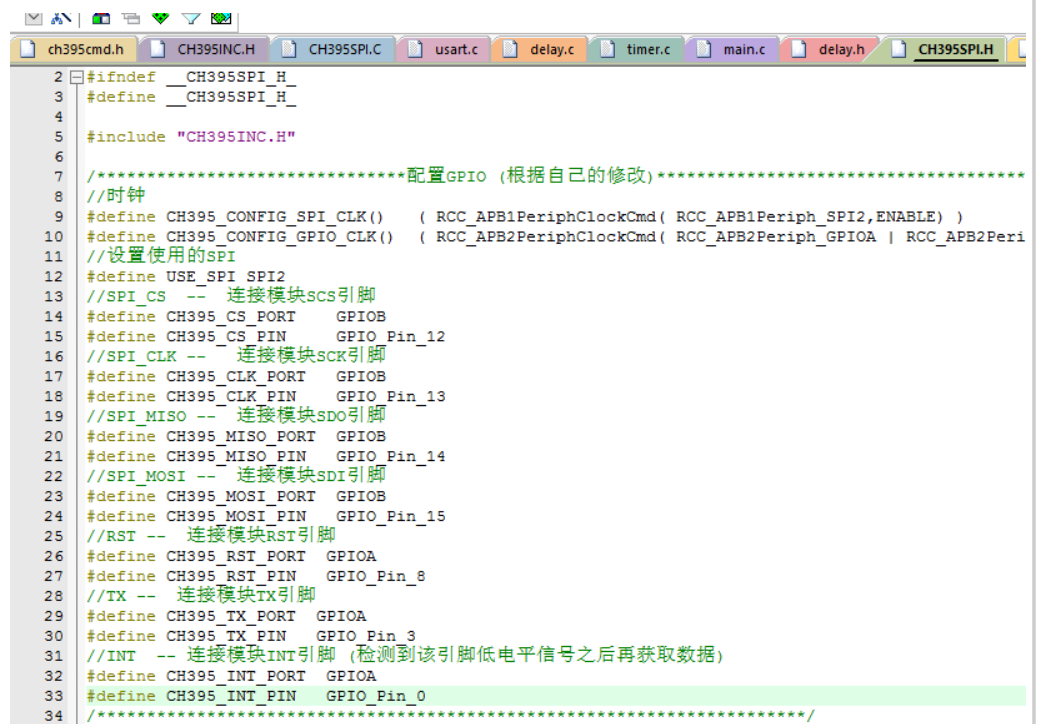 ch395cmd.h CH395INC.H CH395SPI.C usart.c delay.c timer.c main.c delay.h CH395SPI.H
2 #ifndef __CH395SPI_H_
3 #define __CH395SPI_H_
4
5 #include "CH395INC.H"
6
7 /*******************************配置GPIO (根据自己的修改)*************************************
8 //时钟
9 #define CH395_CONFIG_SPI_CLK() ( RCC_APB1PeriphClockCmd( RCC_APB1Periph_SPI2,ENABLE) )
10 #define CH395_CONFIG_GPIO_CLK() ( RCC_APB2PeriphClockCmd( RCC_APB2Periph_GPIOA | RCC_APB2Peri
11 //设置使用的SPI
12 #define USE_SPI SPI2
13 //SPI_CS -- 连接模块SCS引脚
14 #define CH395_CS_PORT GPIOB
15 #define CH395_CS_PIN GPIO_Pin_12
16 //SPI_CLK -- 连接模块SCK引脚
17 #define CH395_CLK_PORT GPIOB
18 #define CH395_CLK_PIN GPIO_Pin_13
19 //SPI_MISO -- 连接模块SDO引脚
20 #define CH395_MISO_PORT GPIOB
21 #define CH395_MISO_PIN GPIO_Pin_14
22 //SPI_MOSI -- 连接模块SDI引脚
23 #define CH395_MOSI_PORT GPIOB
24 #define CH395_MOSI_PIN GPIO_Pin_15
25 //RST -- 连接模块RST引脚
26 #define CH395_RST_PORT GPIOA
27 #define CH395_RST_PIN GPIO_Pin_8
28 //TX -- 连接模块TX引脚
29 #define CH395_TX_PORT GPIOA
30 #define CH395_TX_PIN GPIO_Pin_3
31 //INT -- 连接模块INT引脚 (检测到该引脚低电平信号之后再获取数据)
32 #define CH395_INT_PORT GPIOA
33 #define CH395_INT_PIN GPIO_Pin_0
34 /***********************************************************************/